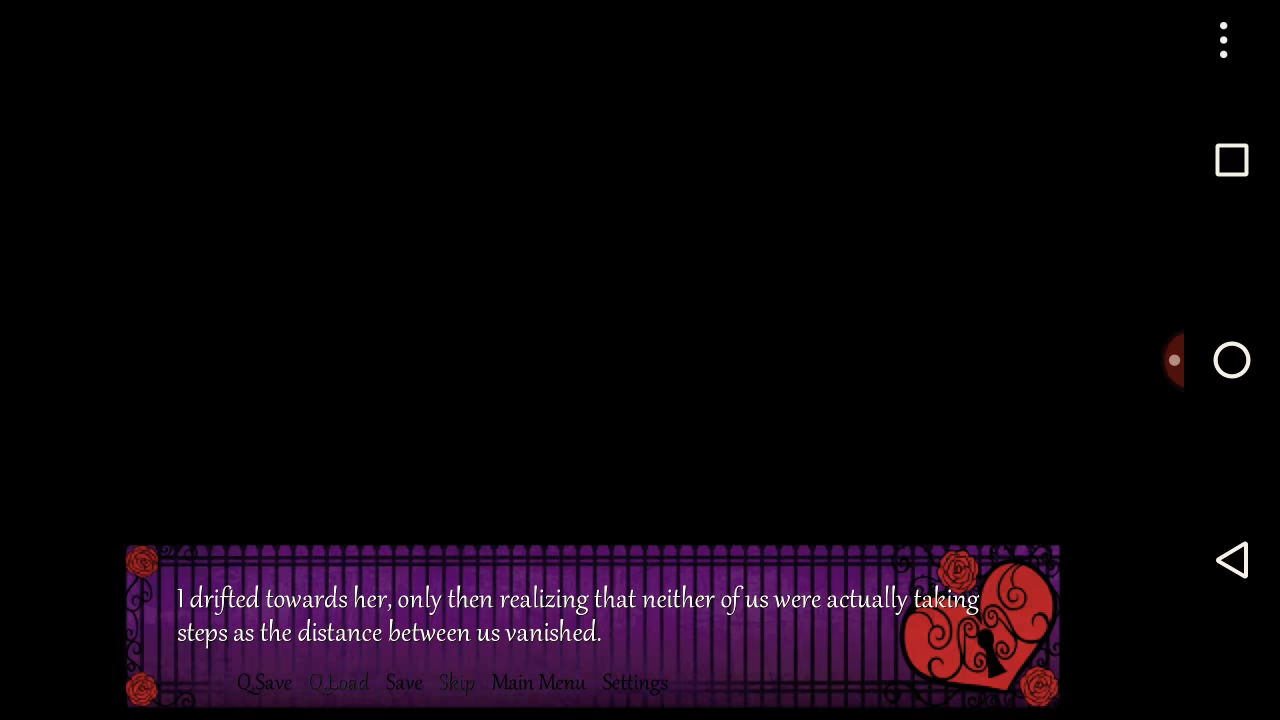 I drifted towards her, only then realizing that neither of us were actually taking
steps as the distance between us vanished.
Q.Save Q.Load Save Skip Main Menu Settings